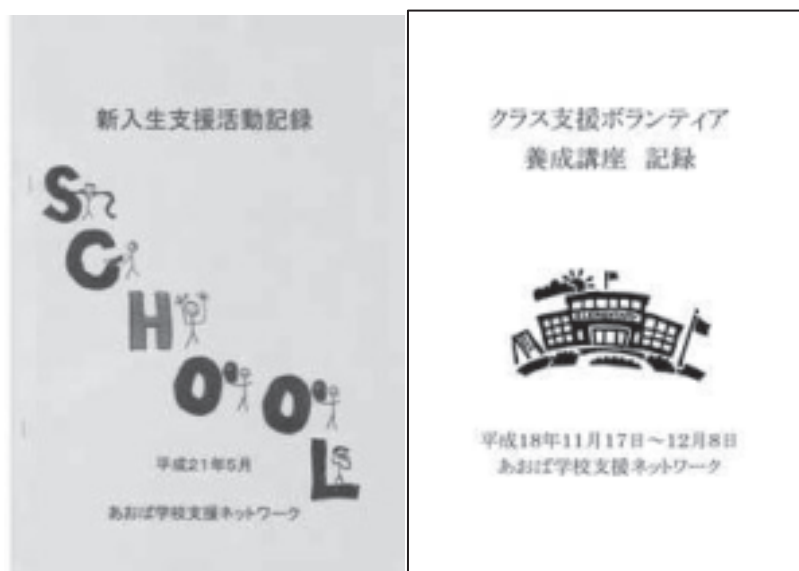 新入生支援活動記録
S
C
H
O
O
L
平成21年5月
あおば学校支援ネットワーク
クラス支援ボランティア
養成講座 記録
平成18年11月17日～12月8日
あおば学校支援ネットワーク